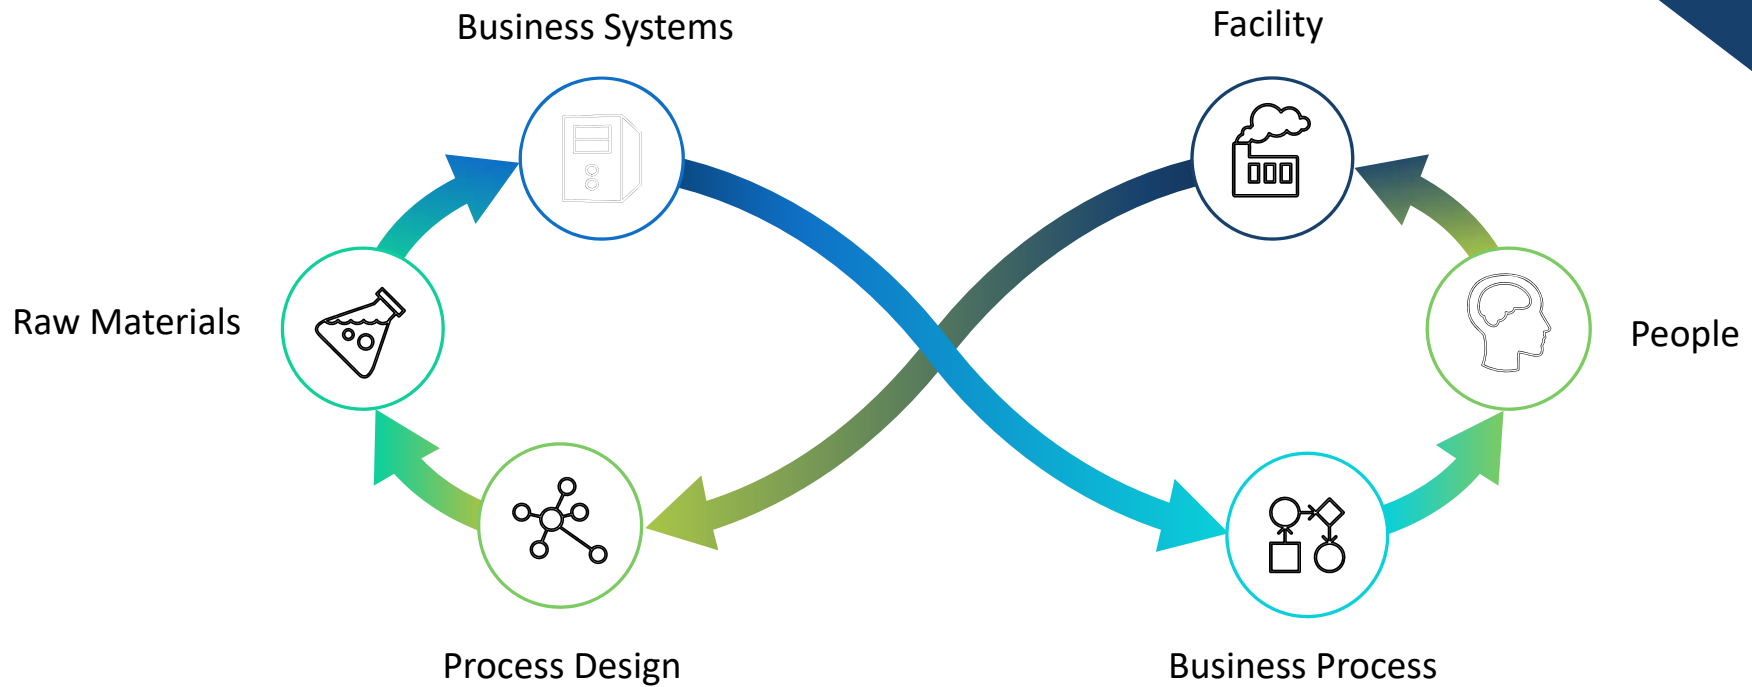 Business Systems
Facility
Raw Materials
People
Process Design
Business Process